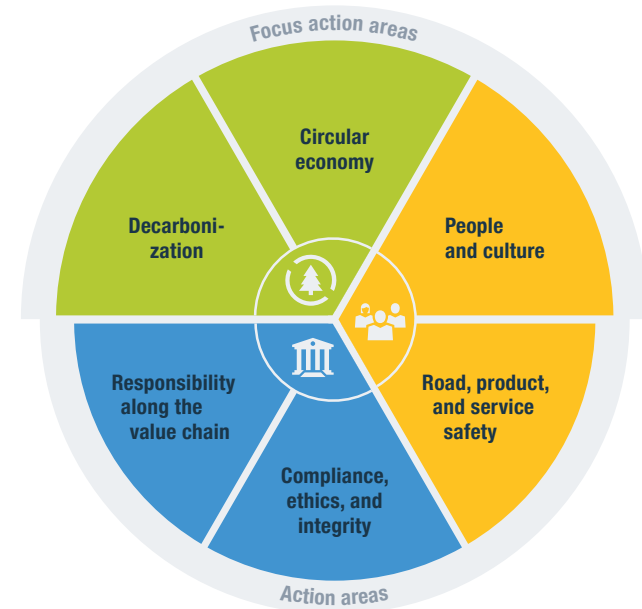 Focus action areas
Circular
economy
Decarboni-
zation
People
and culture
Responsibility
along the
value chain
Road, product,
and service
safety
Compliance,
ethics, and
integrity
Action areas